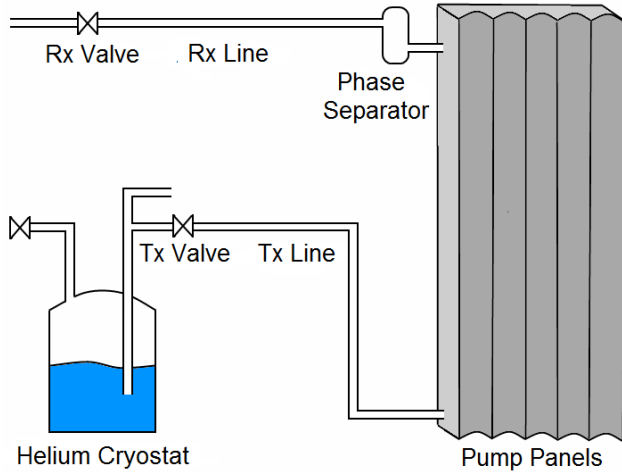 Rx Valve
Rx Line
Phase
Separator
Tx Valve
Tx Line
Helium Cryostat
Pump Panels